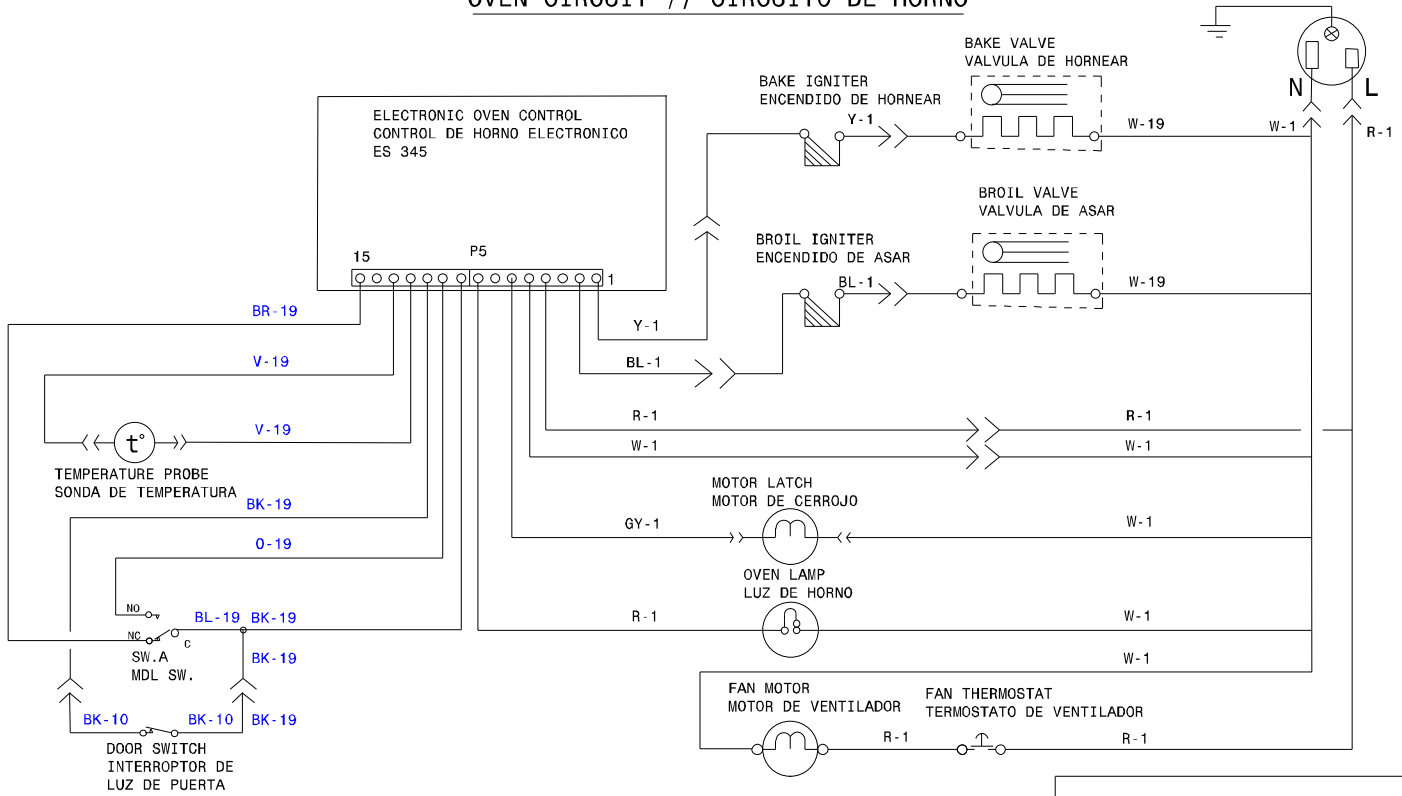 OVEN CIRCUIT // CIRCUITO DE HORNO
BAKE VALVE
VALVULA DE HORNEAR
BAKE IGNITER
ENCENDIDO DE HORNEAR
N
L
ELECTRONIC OVEN CONTROL
CONTROL DE HORNO ELECTRONICO
ES 345
Y-1
W-19
W-1
R-1
BROIL VALVE
VALVULA DE ASAR
BROIL IGNITER
ENCENDIDO DE ASAR
15
P5
1
BL-1
W-19
BR-19
Y-1
V-19
BL-1
R-1
R-1
V-19
W-1
W-1
t°
TEMPERATURE PROBE
SONDA DE TEMPERATURA
MOTOR LATCH
MOTOR DE CERROJO
BK-19
GY-1
W-1
O-19
OVEN LAMP
LUZ DE HORNO
NO
BL-19
BK-19
R-1
W-1
NC
C
SW.A
MDL SW.
BK-19
W-1
FAN MOTOR
MOTOR DE VENTILADOR
FAN THERMOSTAT
TERMOSTATO DE VENTILADOR
BK-10
BK-10
BK-19
R-1
R-1
DOOR SWITCH
INTERROPTOR DE
LUZ DE PUERTA